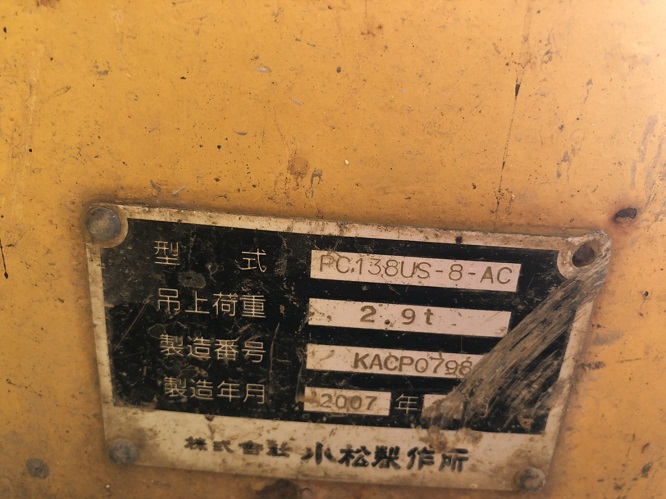 型 式 PC138US-8-AC
吊上荷重 2.9t
製造番号 KACP0798
製造年月 2007 年
株式會社 小松製作所